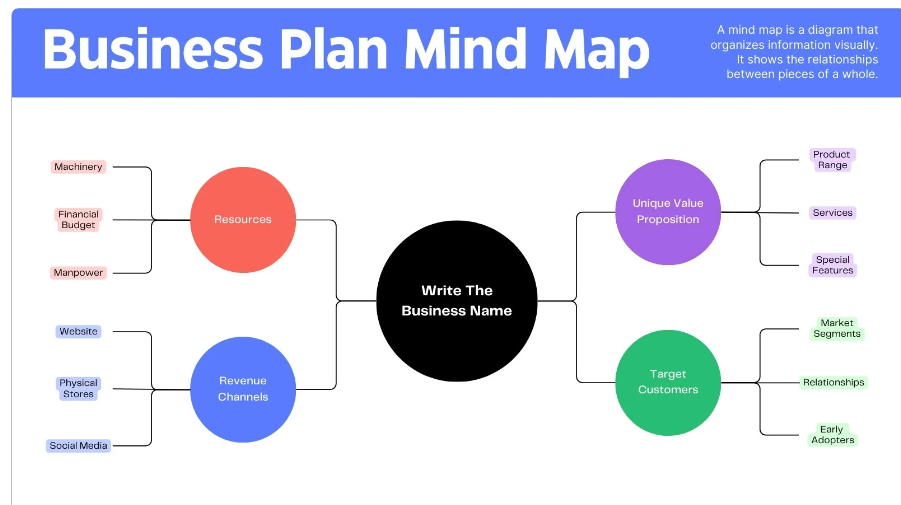 Business Plan Mind Map
A mind map is a diagram that
organizes information visually.
It shows the relationships
between pieces of a whole.
Machinery
Financial
Budget
Manpower
Resources
Website
Physical
Stores
Social Media
Revenue
Channels
Write The
Business Name
Unique Value
Proposition
Product
Range
Services
Special
Features
Target
Customers
Market
Segments
Relationships
Early
Adopters